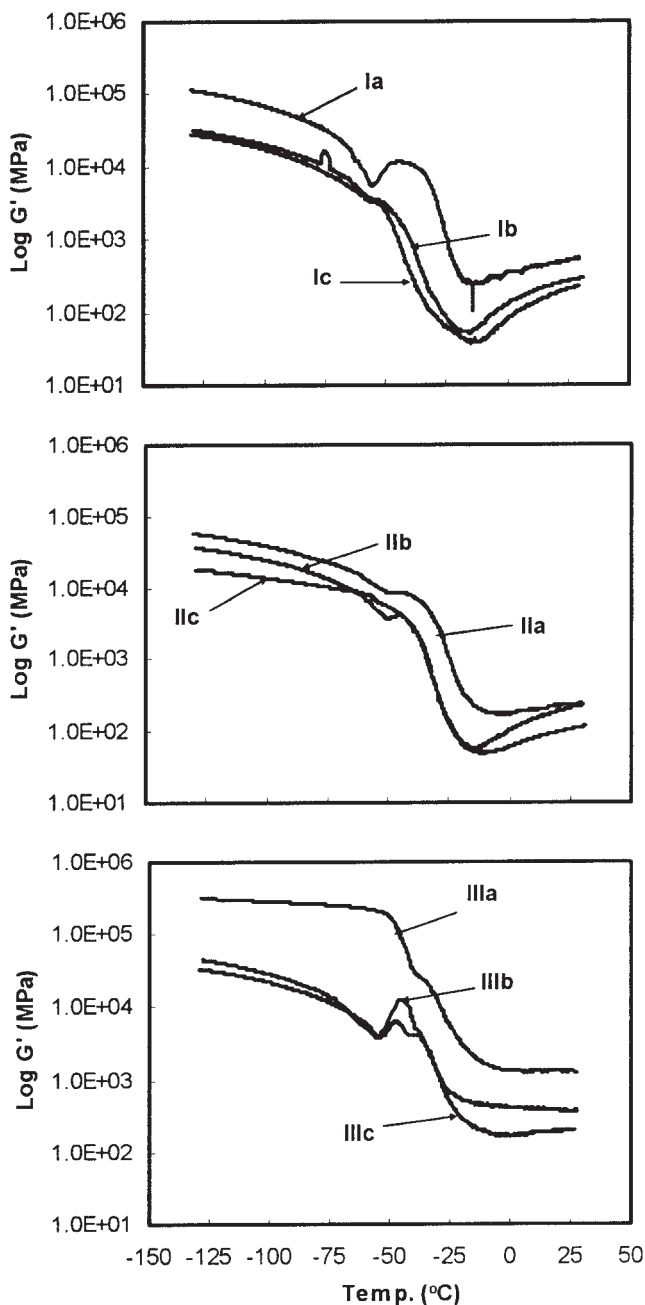 1.0E+06
1.0E+05
1.0E+04
1.0E+03
1.0E+02
1.0E+01
Log G' (MPa)
Ia
Ib
Ic
1.0E+06
1.0E+05
1.0E+04
1.0E+03
1.0E+02
1.0E+01
Log G' (MPa)
IIb
IIc
IIa
1.0E+06
1.0E+05
1.0E+04
1.0E+03
1.0E+02
1.0E+01
Log G' (MPa)
IIIa
IIIb
IIIc
-150 -125 -100 -75 -50 -25 0 25 50
Temp. (°C)